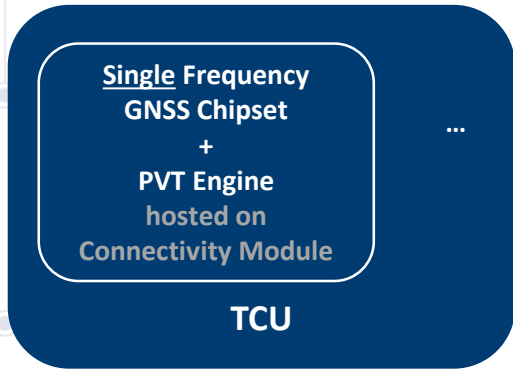 Single Frequency
GNSS Chipset
+
PVT Engine
hosted on
Connectivity Module
...
TCU